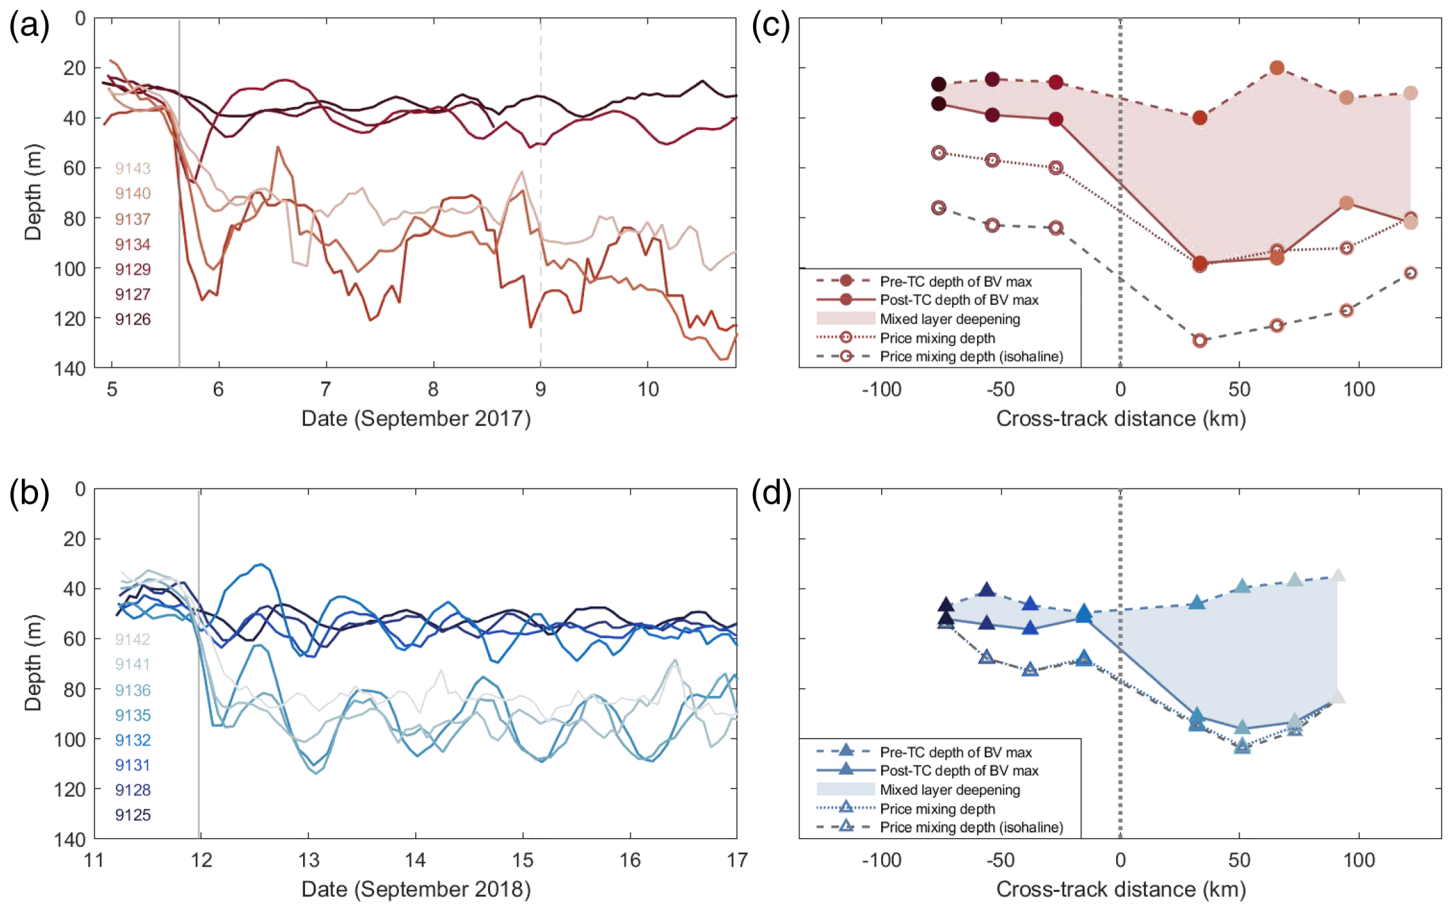 (a)
0
20
40
60
80
100
120
140
Depth (m)
9143
9140
9137
9134
9129
9127
9126
5
6
7
8
9
10
Date (September 2017)
(c)
Pre-TC depth of BV max
Post-TC depth of BV max
Mixed layer deepening
Price mixing depth
Price mixing depth (isohaline)
-100
-50
0
50
100
Cross-track distance (km)
(b)
0
20
40
60
80
100
120
140
Depth (m)
9142
9141
9136
9135
9132
9131
9128
9125
11
12
13
14
15
16
17
Date (September 2018)
(d)
Pre-TC depth of BV max
Post-TC depth of BV max
Mixed layer deepening
Price mixing depth
Price mixing depth (isohaline)
-100
-50
0
50
100
Cross-track distance (km)